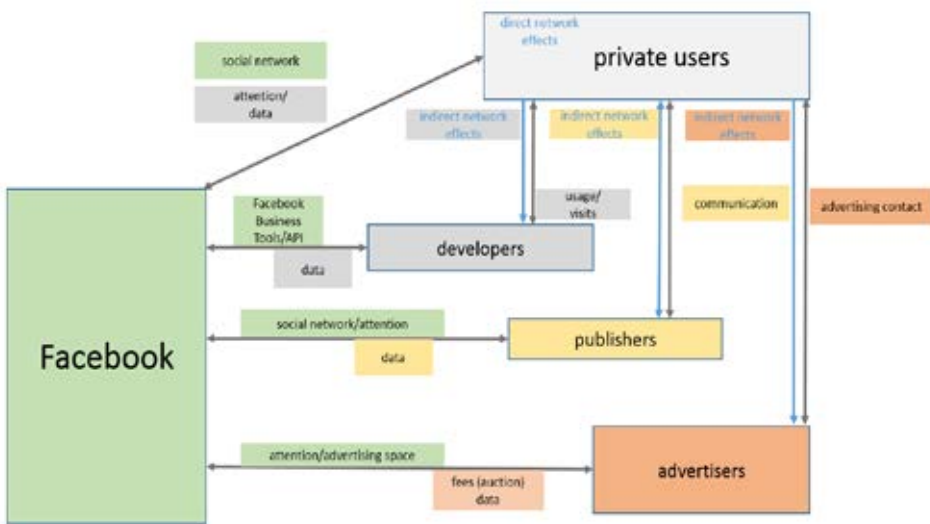 direct network
effects
private users
social network
attention/
data
indirect network
effects
indirect network
effects
indirect network
effects
Facebook
Business
Tools/API
usage/
visits
communication
advertising contact
developers
data
social network/attention
publishers
data
Facebook
attention/advertising space
advertisers
fees (auction)
data